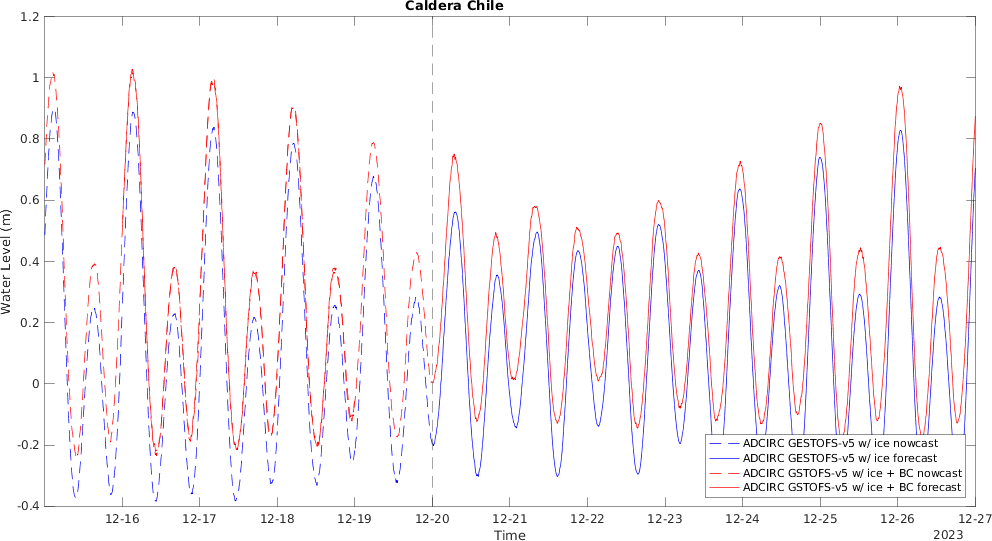 Caldera Chile
1.2
1
0.8
0.6
0.4
0.2
0
-0.2
-0.4
Water Level (m)
ADCIRC GESTOFS-v5 w/ ice nowcast
ADCIRC GESTOFS-v5 w/ ice forecast
ADCIRC GSTOFS-v5 w/ ice + BC nowcast
ADCIRC GSTOFS-v5 w/ ice + BC forecast
12-16 12-17 12-18 12-19 12-20 12-21 12-22 12-23 12-24 12-25 12-26 12-27
Time
2023